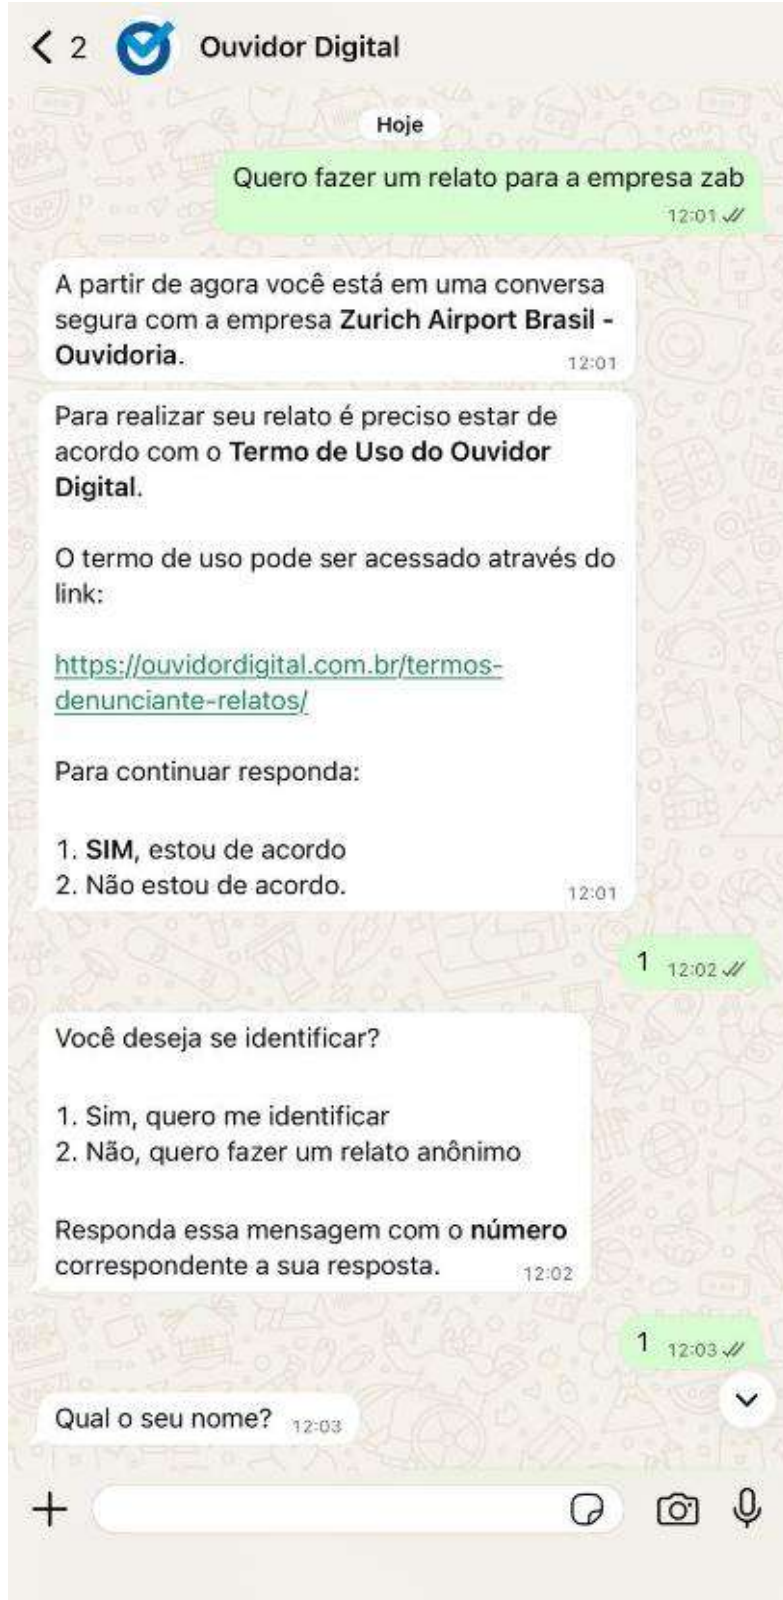 2
Ouvidor Digital
Hoje
Quero fazer um relato para a empresa zab
12:01
A partir de agora você está em uma conversa
segura com a empresa Zurich Airport Brasil -
Ouvidoria.
12:01
Para realizar seu relato é preciso estar de
acordo com o Termo de Uso do Ouvidor
Digital.
O termo de uso pode ser acessado através do
link:
https://ouvidordigital.com.br/termos-
denunciante-relatos/
Para continuar responda:
1. SIM, estou de acordo
2. Não estou de acordo.
12:01
1 12:02
Você deseja se identificar?
1. Sim, quero me identificar
2. Não, quero fazer um relato anônimo
Responda essa mensagem com o número
correspondente a sua resposta.
12:02
1 12:03
Qual o seu nome? 12:03